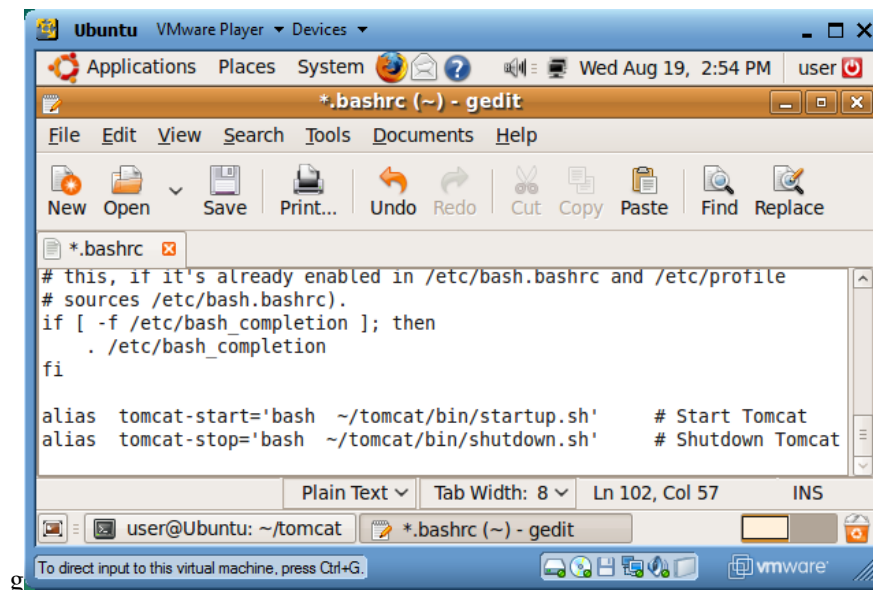 Ubuntu VMware Player Devices
Applications Places System Wed Aug 19, 2:54 PM user
*.bashrc (~) - gedit
File Edit View Search Tools Documents Help
New Open Save Print... Undo Redo Cut Copy Paste Find Replace
*.bashrc
# this, if it's already enabled in /etc/bash.bashrc and /etc/profile
# sources /etc/bash.bashrc).
if [ -f /etc/bash_completion ]; then
    . /etc/bash_completion
fi
alias  tomcat-start='bash  ~/tomcat/bin/startup.sh'     # Start Tomcat
alias  tomcat-stop='bash  ~/tomcat/bin/shutdown.sh'     # Shutdown Tomcat
Plain Text Tab Width: 8 Ln 102, Col 57 INS
user@Ubuntu: ~/tomcat *.bashrc (~) - gedit
To direct input to this virtual machine, press Ctrl+G. vmware
g